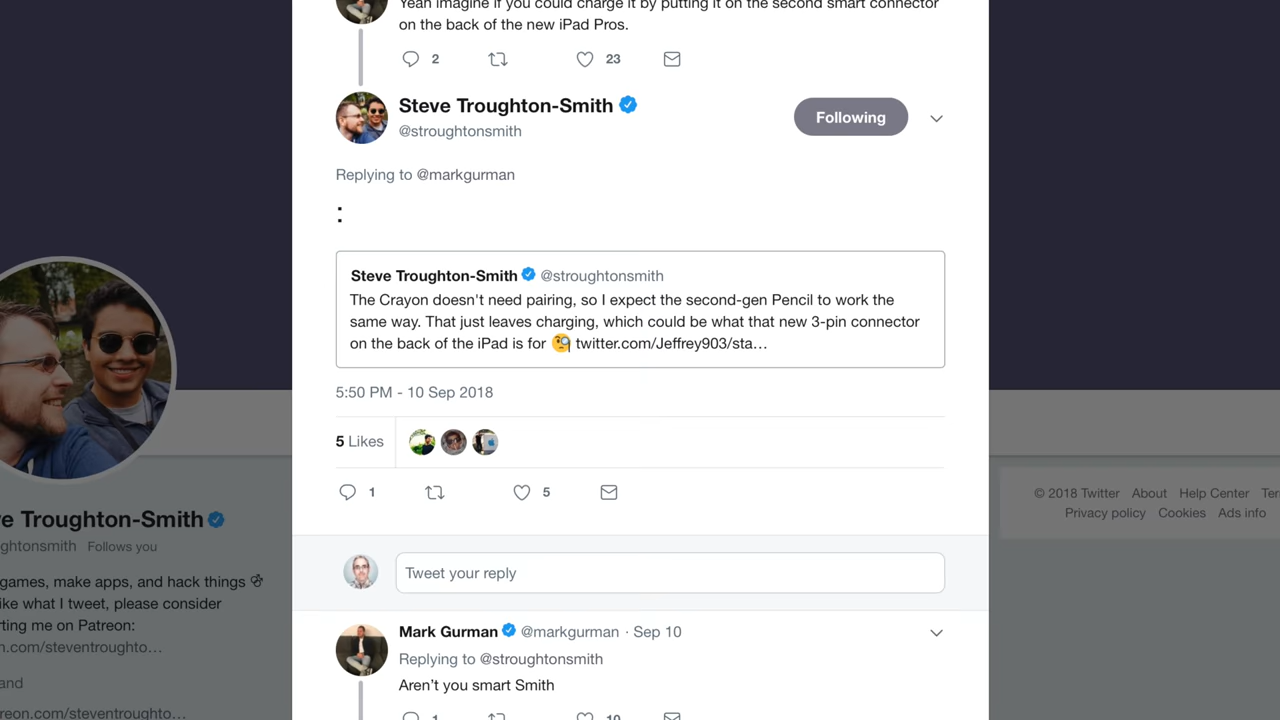 Yeah imagine if you could charge it by putting it on the second smart connector
on the back of the new iPad Pros.
2
23
Steve Troughton-Smith
@stroughtonsmith
Following
Replying to @markgurman
:
Steve Troughton-Smith @stroughtonsmith
The Crayon doesn't need pairing, so I expect the second-gen Pencil to work the
same way. That just leaves charging, which could be what that new 3-pin connector
on the back of the iPad is for 🧐 twitter.com/Jeffrey903/sta…
5:50 PM - 10 Sep 2018
5 Likes
1
5
Tweet your reply
Mark Gurman @markgurman · Sep 10
Replying to @stroughtonsmith
Aren't you smart Smith
1
10
ve Troughton-Smith
ghtonsmith Follows you
games, make apps, and hack things
ike what I tweet, please consider
rting me on Patreon:
n.com/steventroughto…
and
reon.com/steventroughto…
© 2018 Twitter About Help Center Ter
Privacy policy Cookies Ads info